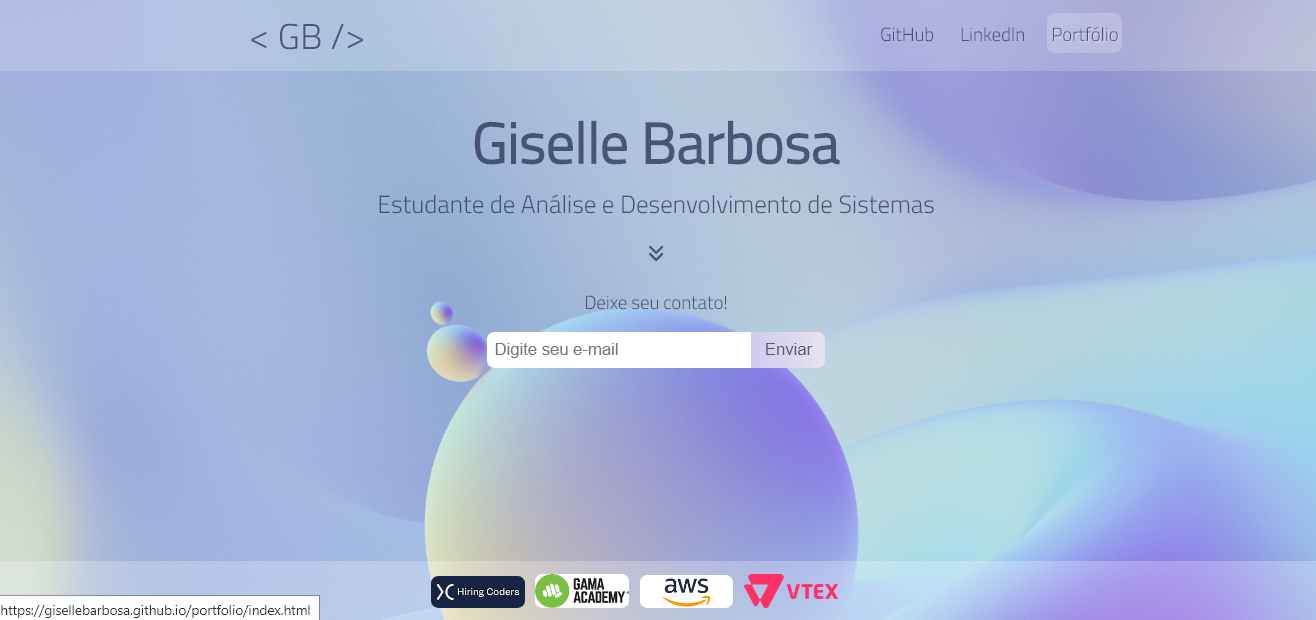 < GB />
GitHub
LinkedIn
Portfólio
Giselle Barbosa
Estudante de Análise e Desenvolvimento de Sistemas
Deixe seu contato!
Digite seu e-mail
Enviar
Hiring Coders
GAMA
ACADEMY
aws
VTEX
https://gisellebarbosa.github.io/portfolio/index.html